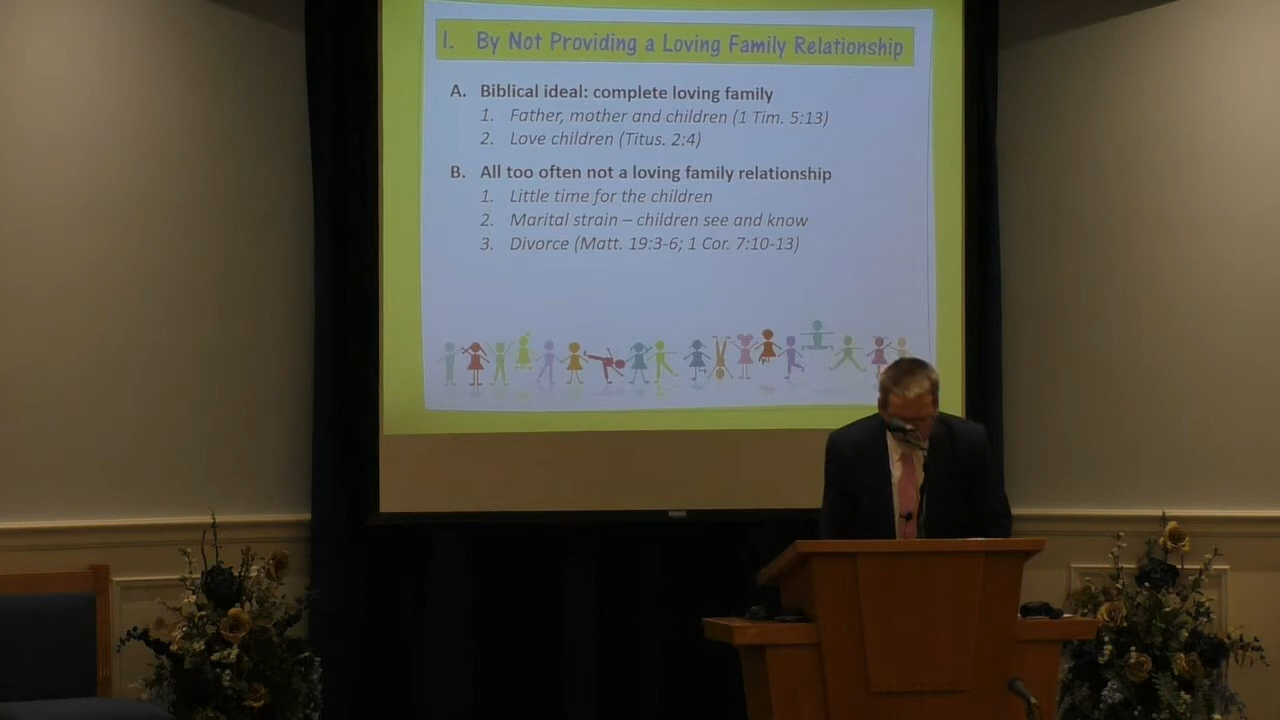 I. By Not Providing a Loving Family Relationship
A. Biblical ideal: complete loving family
1. Father, mother and children (1 Tim. 5:13)
2. Love children (Titus. 2:4)
B. All too often not a loving family relationship
1. Little time for the children
2. Marital strain – children see and know
3. Divorce (Matt. 19:3-6; 1 Cor. 7:10-13)